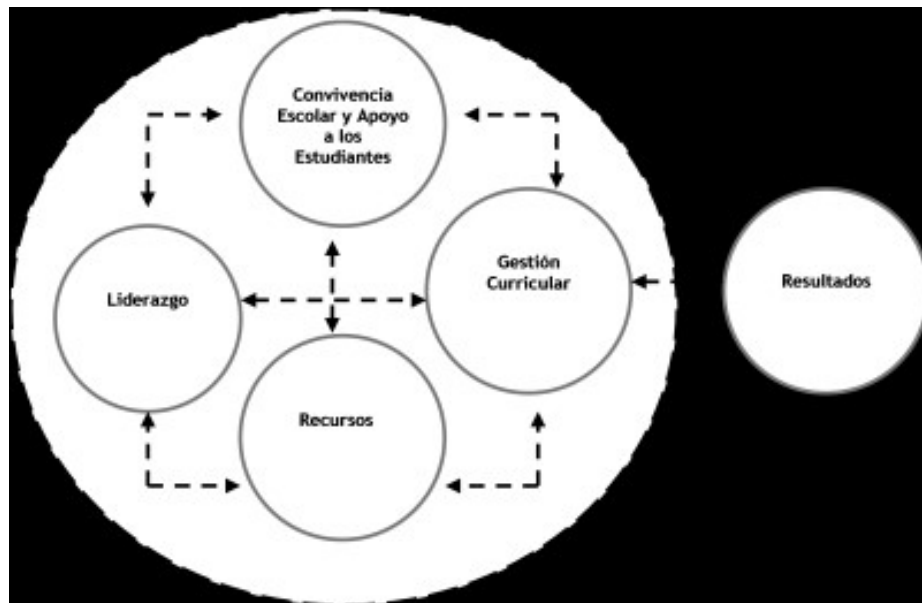 Convivencia
Escolar y Apoyo
a los
Estudiantes
Gestión
Curricular
Liderazgo
Resultados
Recursos